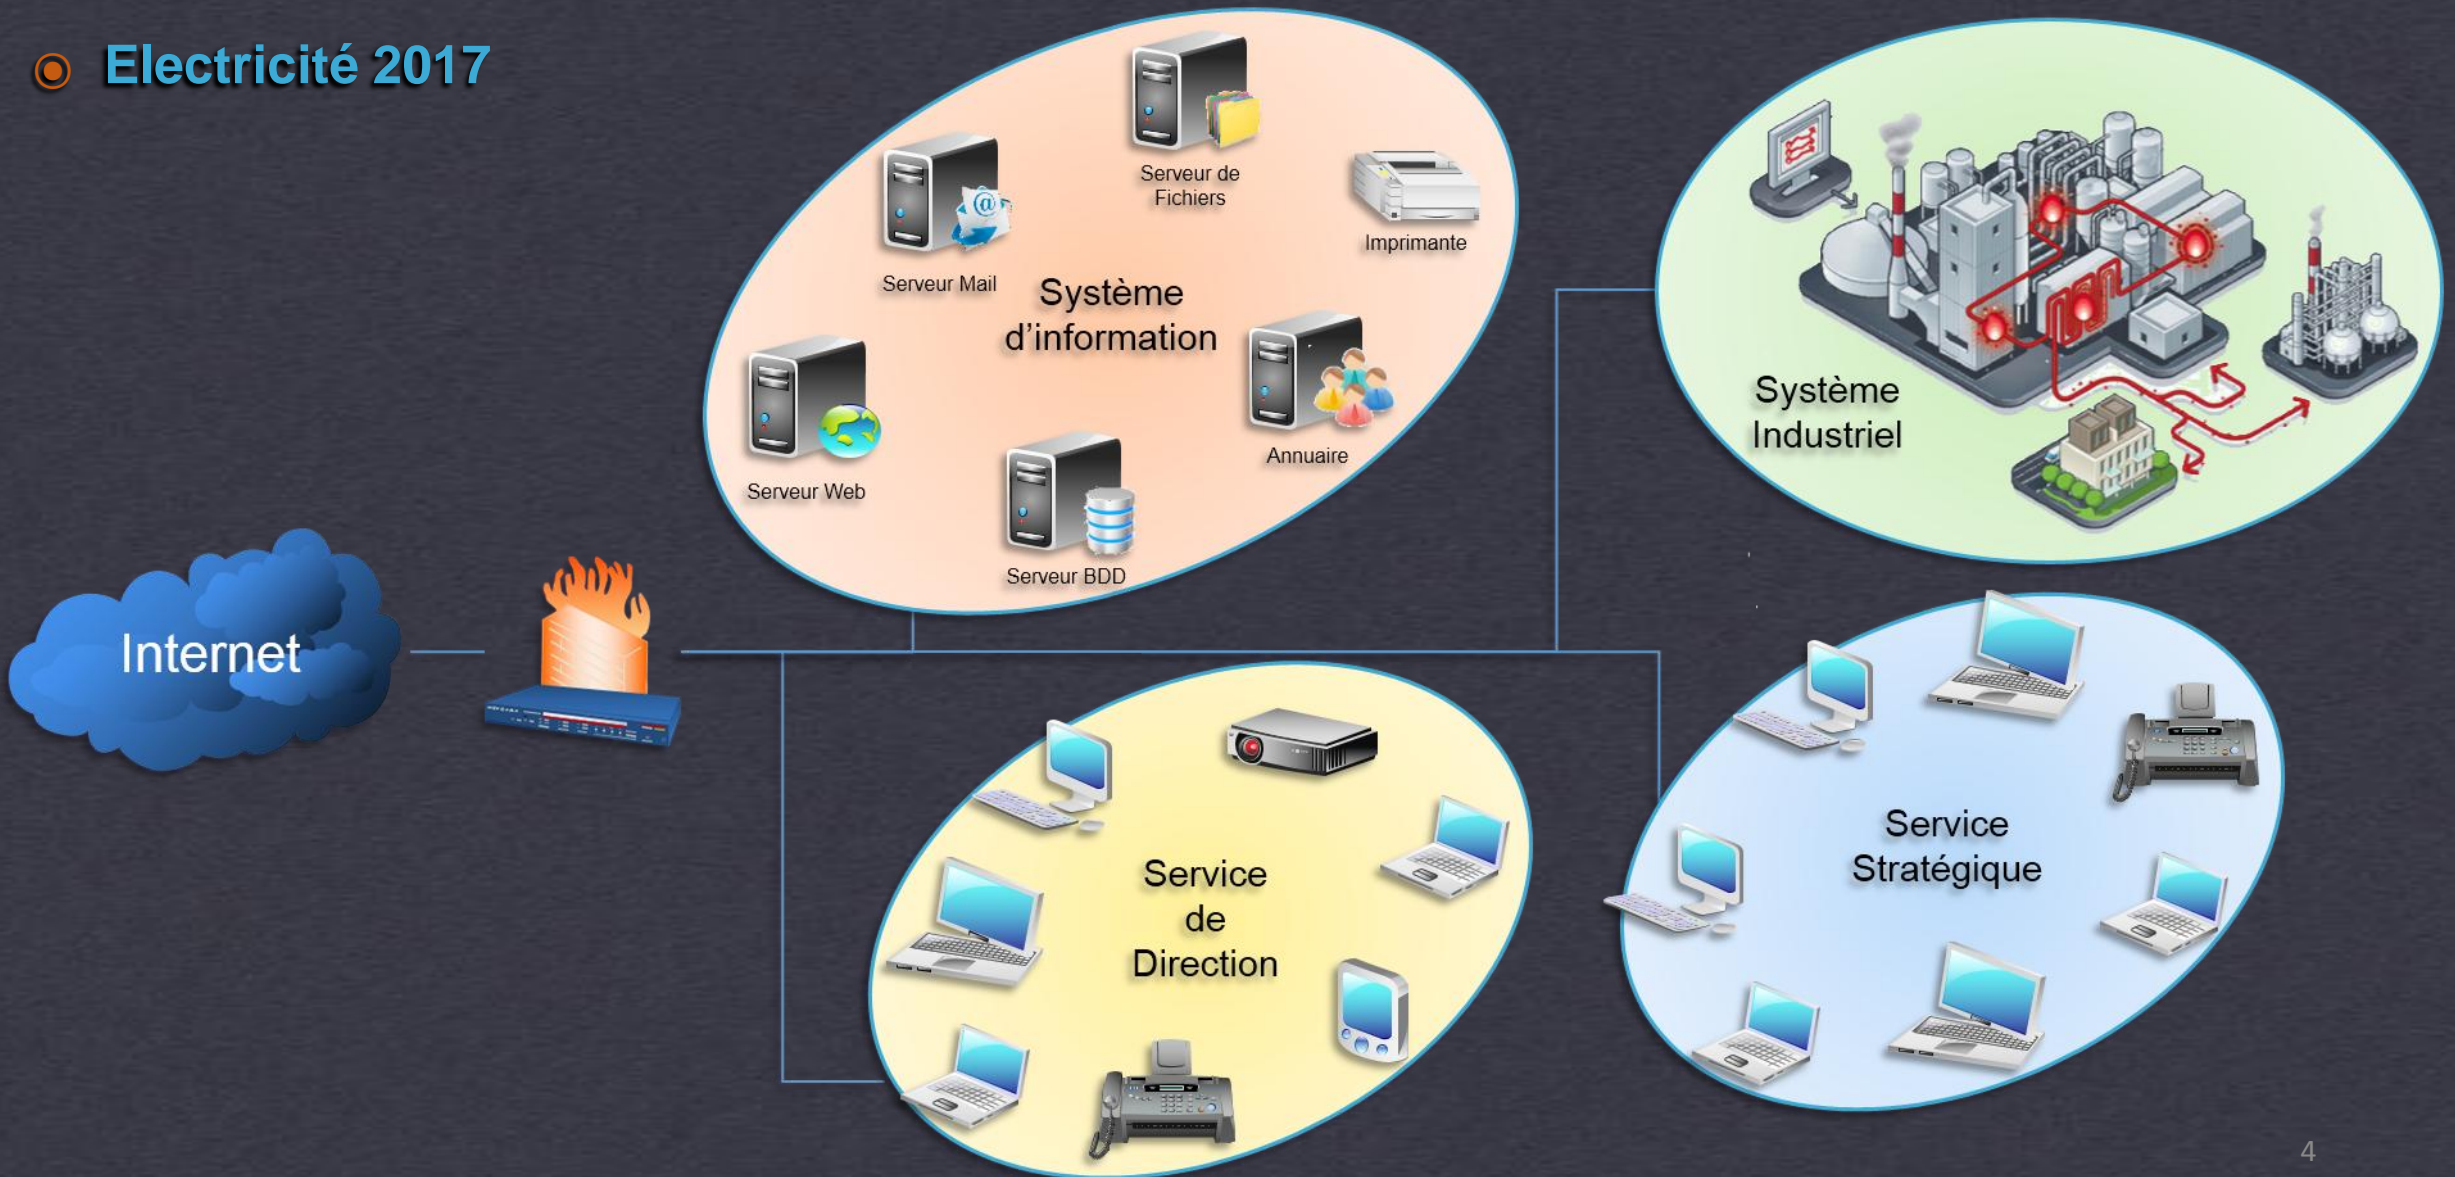 Electricité 2017
Serveur de
Fichiers
Imprimante
Serveur Mail
Système
d'information
Annuaire
Serveur Web
Serveur BDD
Système
Industriel
Internet
Service
de
Direction
Service
Stratégique
4